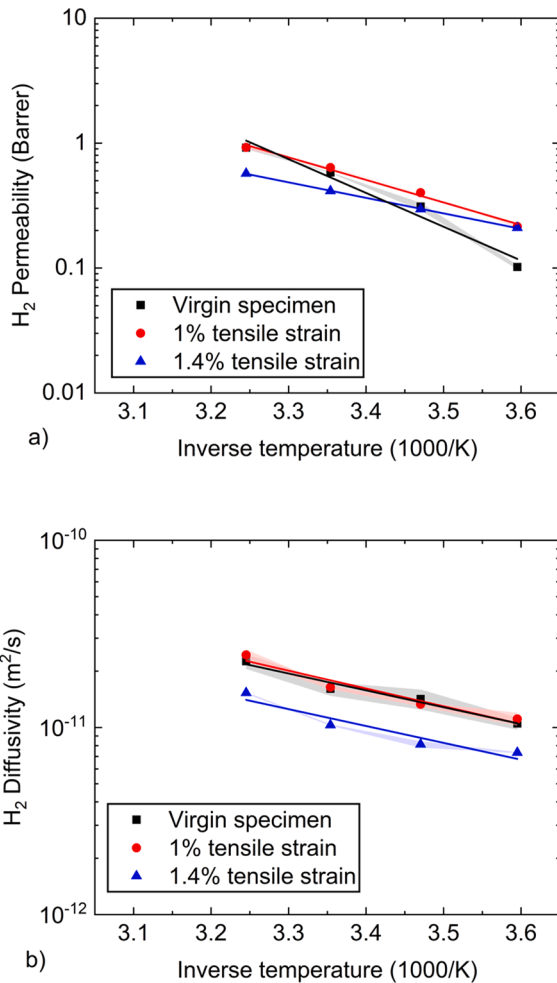 H2 Permeability (Barrer)
10
1
0.1
0.01
Virgin specimen
1% tensile strain
1.4% tensile strain
3.1 3.2 3.3 3.4 3.5 3.6
a)
Inverse temperature (1000/K)
H2 Diffusivity (m²/s)
10⁻¹⁰
10⁻¹¹
10⁻¹²
Virgin specimen
1% tensile strain
1.4% tensile strain
3.1 3.2 3.3 3.4 3.5 3.6
b)
Inverse temperature (1000/K)